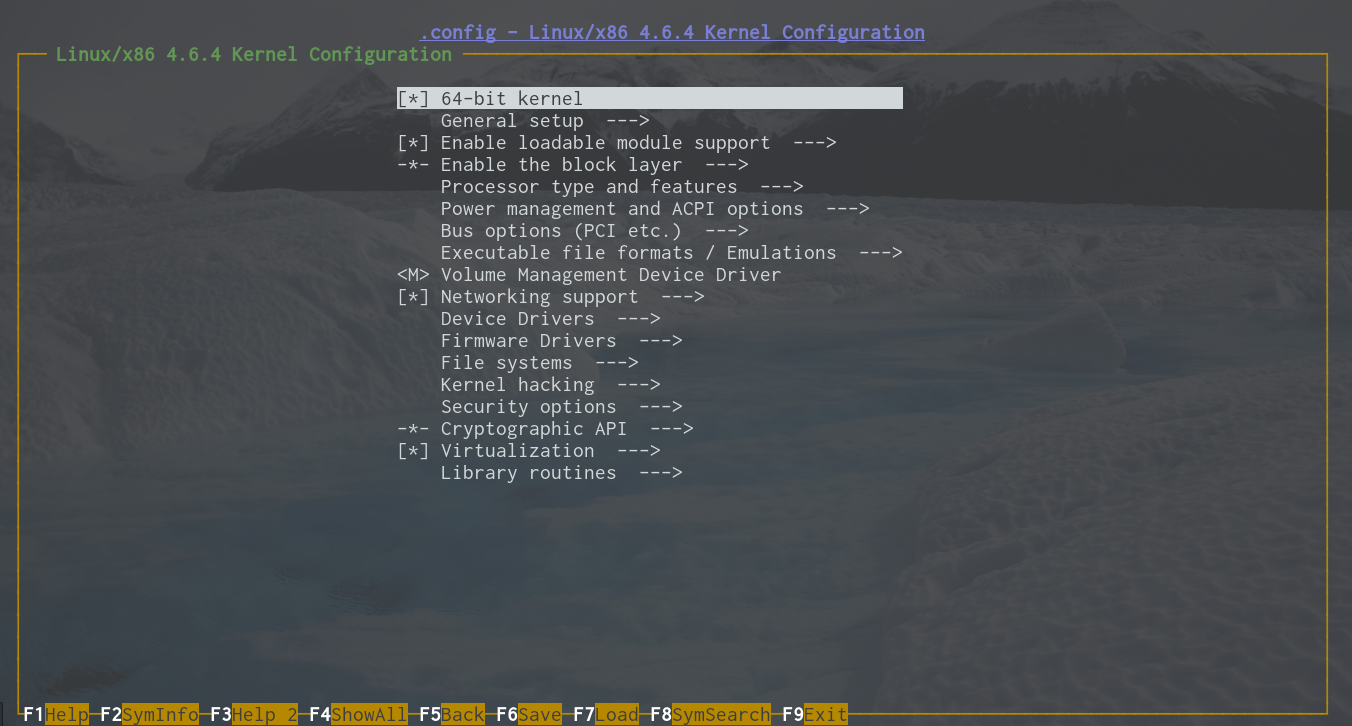 .config - Linux/x86 4.6.4 Kernel Configuration
Linux/x86 4.6.4 Kernel Configuration
[*] 64-bit kernel
General setup --->
[*] Enable loadable module support --->
-*- Enable the block layer --->
Processor type and features --->
Power management and ACPI options --->
Bus options (PCI etc.) --->
Executable file formats / Emulations --->
<M> Volume Management Device Driver
[*] Networking support --->
Device Drivers --->
Firmware Drivers --->
File systems --->
Kernel hacking --->
Security options --->
-*- Cryptographic API --->
[*] Virtualization --->
Library routines --->
F1Help F2SymInfo F3Help 2 F4ShowAll F5Back F6Save F7Load F8SymSearch F9Exit